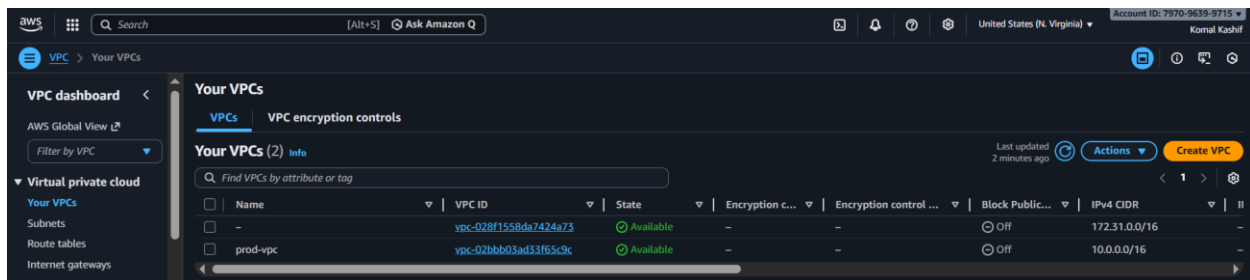 aws
Search [Alt+S] Ask Amazon Q United States (N. Virginia) Account ID: 7970-9639-9715
Komal Kashif
VPC > Your VPCs
VPC dashboard
AWS Global View
Filter by VPC
Virtual private cloud
Your VPCs
Subnets
Route tables
Internet gateways
Your VPCs
VPCs VPC encryption controls
Your VPCs (2) Info
Last updated
2 minutes ago
Actions Create VPC
Find VPCs by attribute or tag
1
Name VPC ID State Encryption c... Encryption control ... Block Public... IPv4 CIDR
– vpc-028f1558da7424a73 Available – – Off 172.31.0.0/16 –
prod-vpc vpc-02bbb03ad33f65c9c Available – – Off 10.0.0.0/16 –